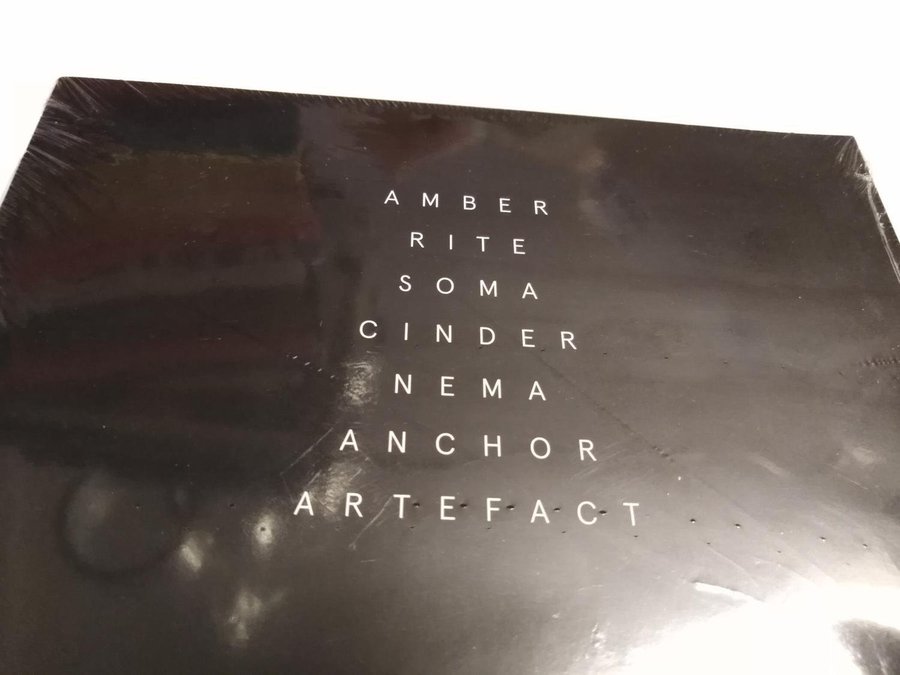 AMBER
RITE
SOMA
CINDER
NEMA
ANCHOR
ARTEFACT